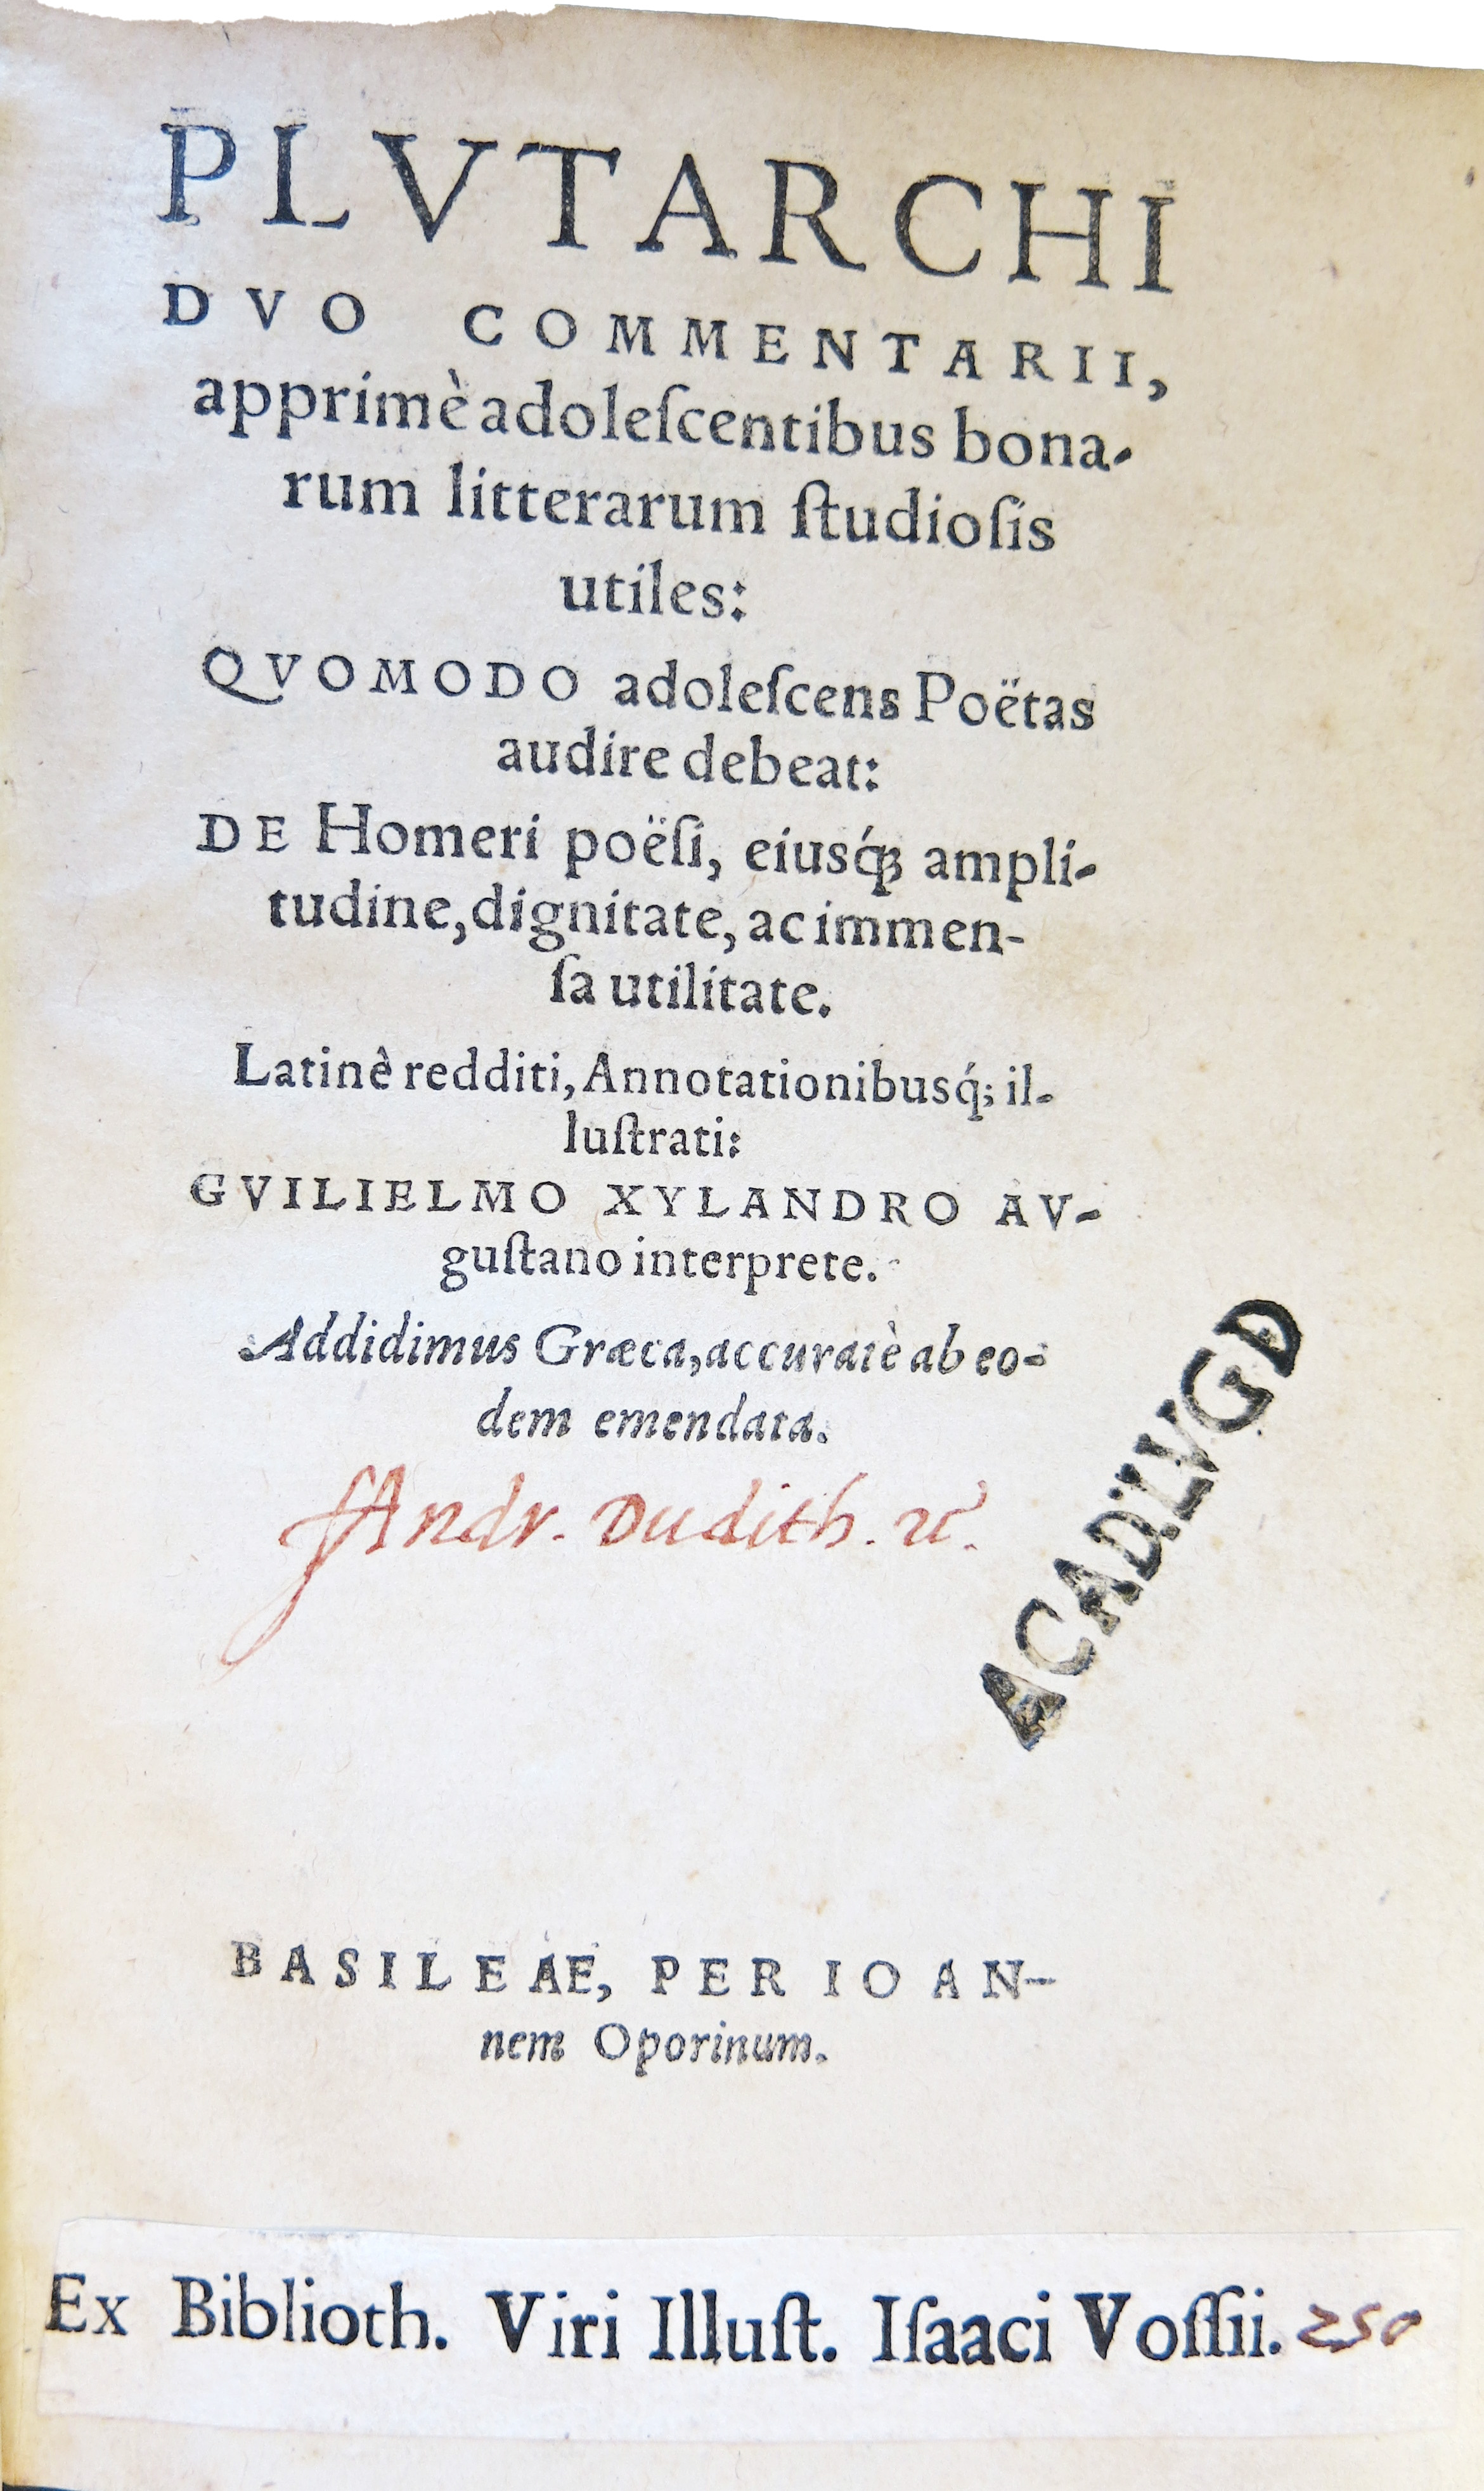 PLVTARCHI
DVO COMMENTARII,
apprimè adoleſcentibus bona-
rum litterarum ſtudioſis
utiles:
QVOMODO adoleſcens Poëtas
audire debeat:
DE Homeri poëſi, eiusq́ꝫ ampli-
tudine, dignitate, ac immen-
ſa utilitate.
Latinè redditi, Annotationibusq́; il-
luſtrati:
GVILIELMO XYLANDRO AV-
guſtano interprete.
Addidimus Græca, accuratè ab eo-
dem emendata.
Andr. Dudith.
ACAD.LVGD
BASILEAE, PER IOAN-
nem Oporinum.
Ex Biblioth. Viri Illuſt. Iſaaci Voſſii. 250